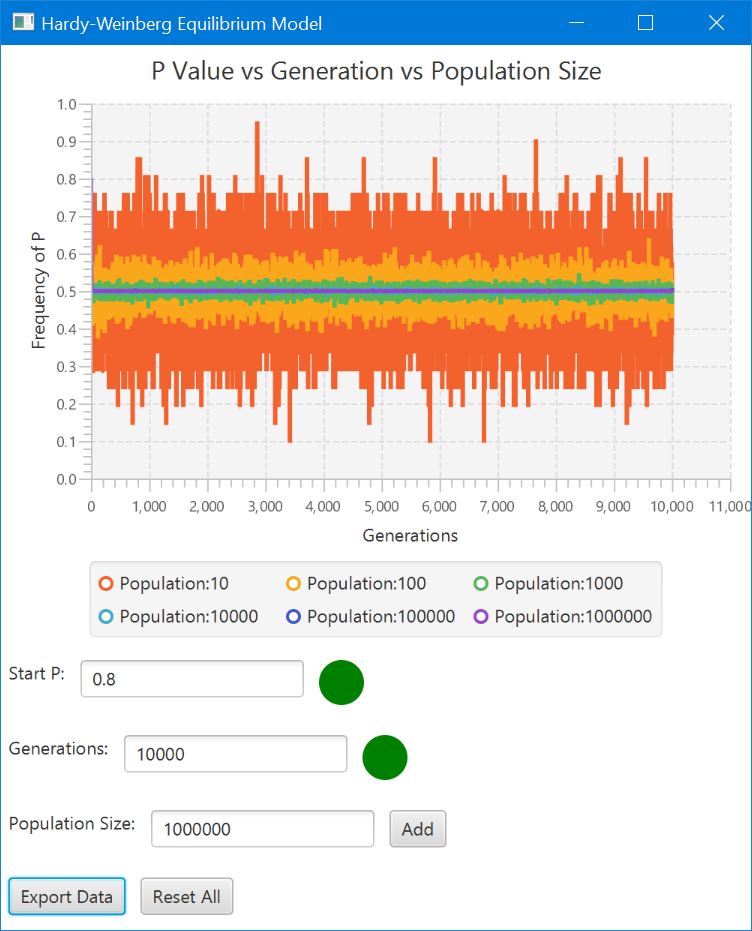 Hardy-Weinberg Equilibrium Model
P Value vs Generation vs Population Size
1.0
0.9
0.8
0.7
0.6
0.5
0.4
0.3
0.2
0.1
0.0
Frequency of P
0 1,000 2,000 3,000 4,000 5,000 6,000 7,000 8,000 9,000 10,000 11,000
Generations
Population:10 Population:100 Population:1000
Population:10000 Population:100000 Population:1000000
Start P: 0.8
Generations: 10000
Population Size: 1000000 Add
Export Data Reset All